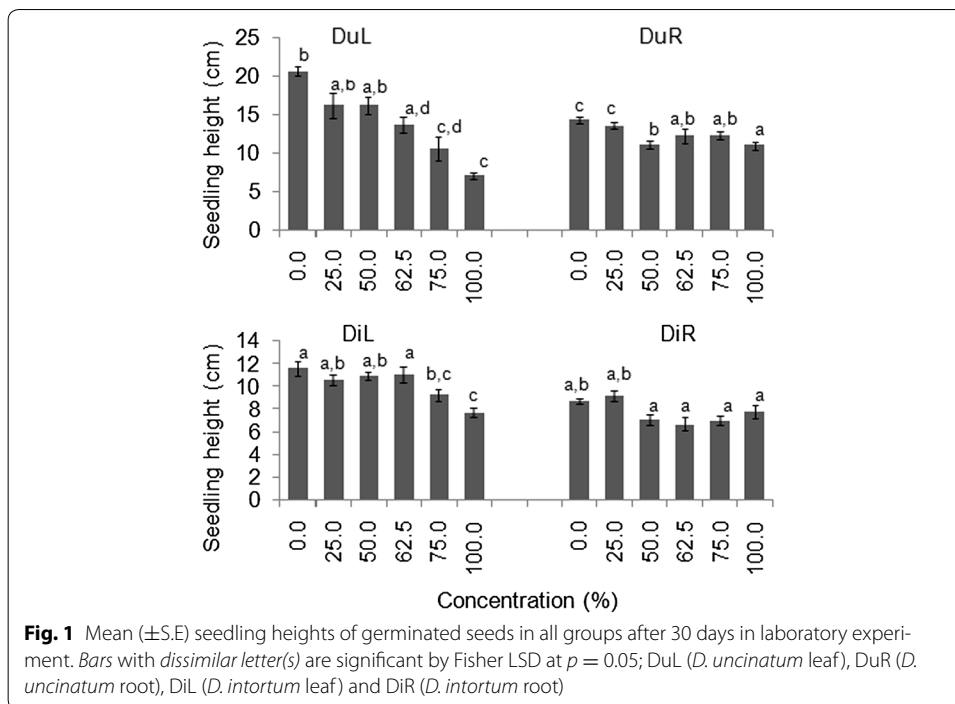 DuL DuR
Seedling height (cm)
25
20
15
10
5
0
b a,b a,b a,d c,d c
c c b a,b a,b a
0.0 25.0 50.0 62.5 75.0 100.0 0.0 25.0 50.0 62.5 75.0 100.0
DiL DiR
Seedling height (cm)
14
12
10
8
6
4
2
0
a a,b a,b a b,c c
a,b a,b a a a a
0.0 25.0 50.0 62.5 75.0 100.0 0.0 25.0 50.0 62.5 75.0 100.0
Concentration (%)
Fig. 1 Mean (±S.E) seedling heights of germinated seeds in all groups after 30 days in laboratory experi-
ment. Bars with dissimilar letter(s) are significant by Fisher LSD at p = 0.05; DuL (D. uncinatum leaf), DuR (D.
uncinatum root), DiL (D. intortum leaf) and DiR (D. intortum root)